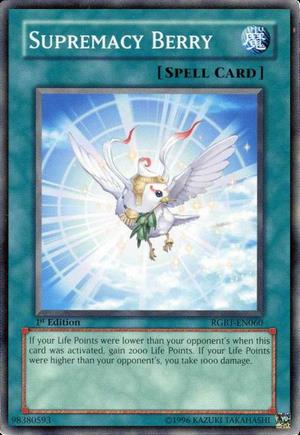 SUPREMACY BERRY
魔
[SPELL CARD]
1st Edition
RGBT-EN060
If your Life Points were lower than your opponent's when this
card was activated, gain 2000 Life Points. If your Life Points
were higher than your opponent's, you take 1000 damage.
98380593
©1996 KAZUKI TAKAHASHI